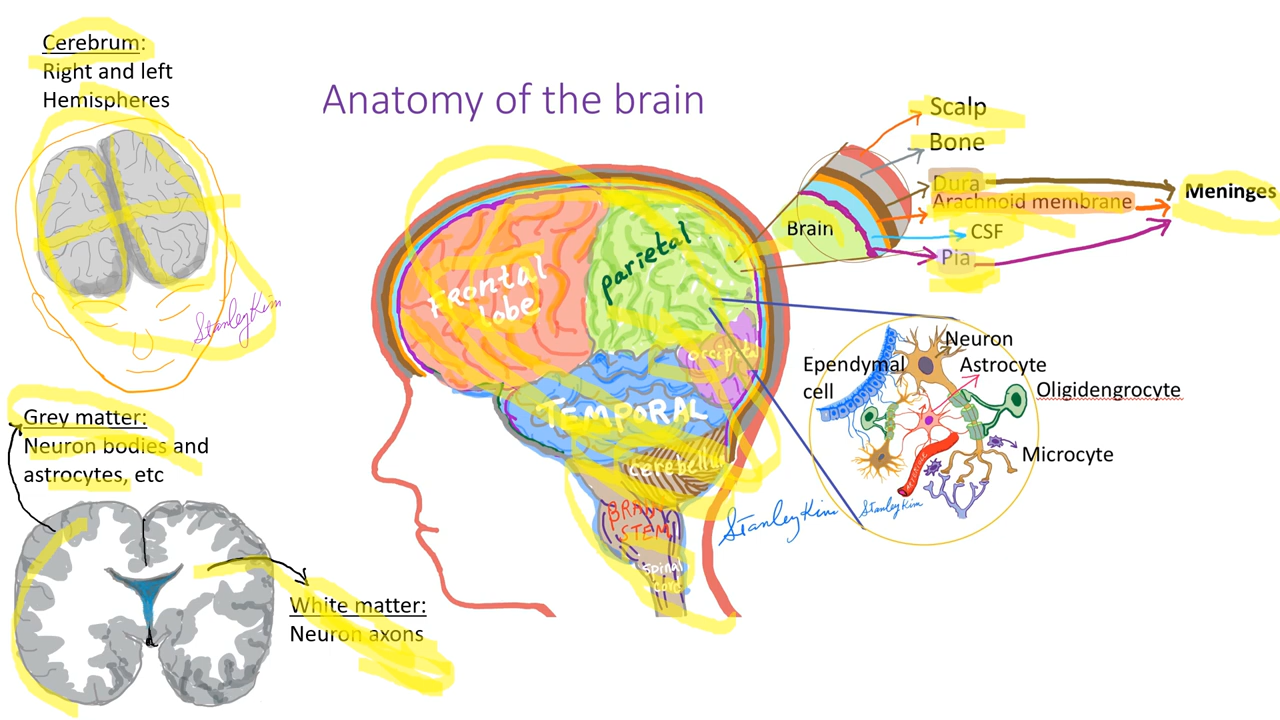 Cerebrum:
Right and left
Hemispheres
Stanley Kim
Anatomy of the brain
Scalp
Bone
Dura
Arachnoid membrane
CSF
Pia
Meninges
Brain
Frontal
lobe
parietal
occipital
TEMPORAL
cerebellu
BRAIN
STEM
spinal
Neuron
Astrocyte
Ependymal
cell
Oligidengrocyte
Microcyte
Stanley Kim
Stanley Kim
Grey matter:
Neuron bodies and
astrocytes, etc
White matter:
Neuron axons